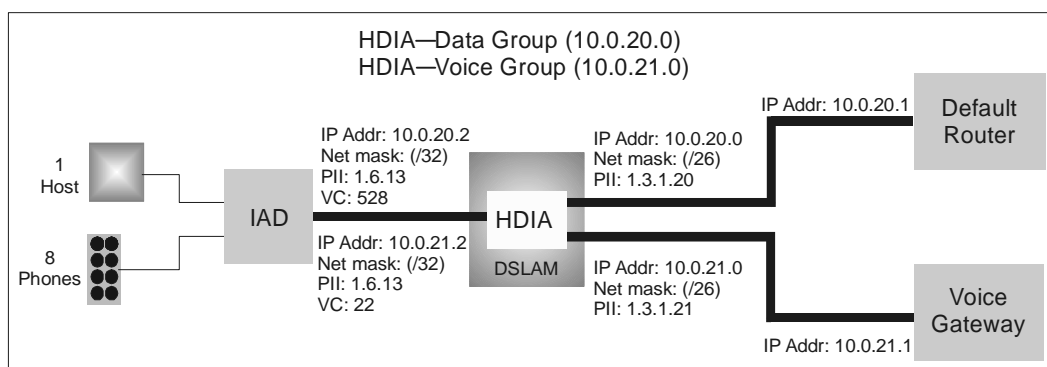 HDIA—Data Group (10.0.20.0)
HDIA—Voice Group (10.0.21.0)
1
Host
8
Phones
IAD
IP Addr: 10.0.20.2
Net mask: (/32)
PII: 1.6.13
VC: 528
IP Addr: 10.0.21.2
Net mask: (/32)
PII: 1.6.13
VC: 22
HDIA
DSLAM
IP Addr: 10.0.20.0
Net mask: (/26)
PII: 1.3.1.20
IP Addr: 10.0.21.0
Net mask: (/26)
PII: 1.3.1.21
IP Addr: 10.0.20.1
Default
Router
IP Addr: 10.0.21.1
Voice
Gateway